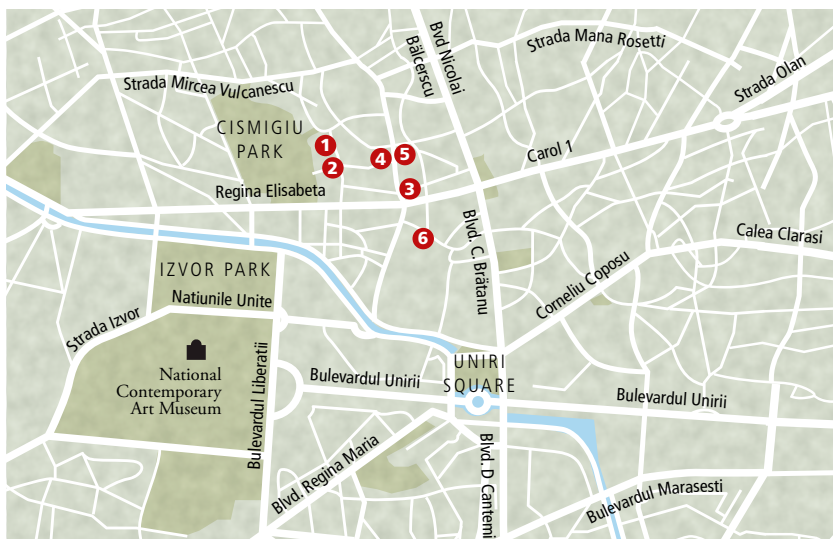 Bvd Nicolai
Bălcerscu
Strada Mana Rosetti
Strada Olan
Strada Mircea Vulcanescu
CISMIGIU
PARK
1
2
4
5
Carol 1
Regina Elisabeta
3
6
Blvd. C. Brătanu
Calea Clarasi
IZVOR PARK
Natiunile Unite
Corneliu Coposu
Strada Izvor
National
Contemporary
Art Museum
Bulevardul Liberatii
UNIRI
SQUARE
Bulevardul Unirii
Bulevardul Unirii
Blvd. Regina Maria
Blvd. D Cantemi
Bulevardul Marasesti